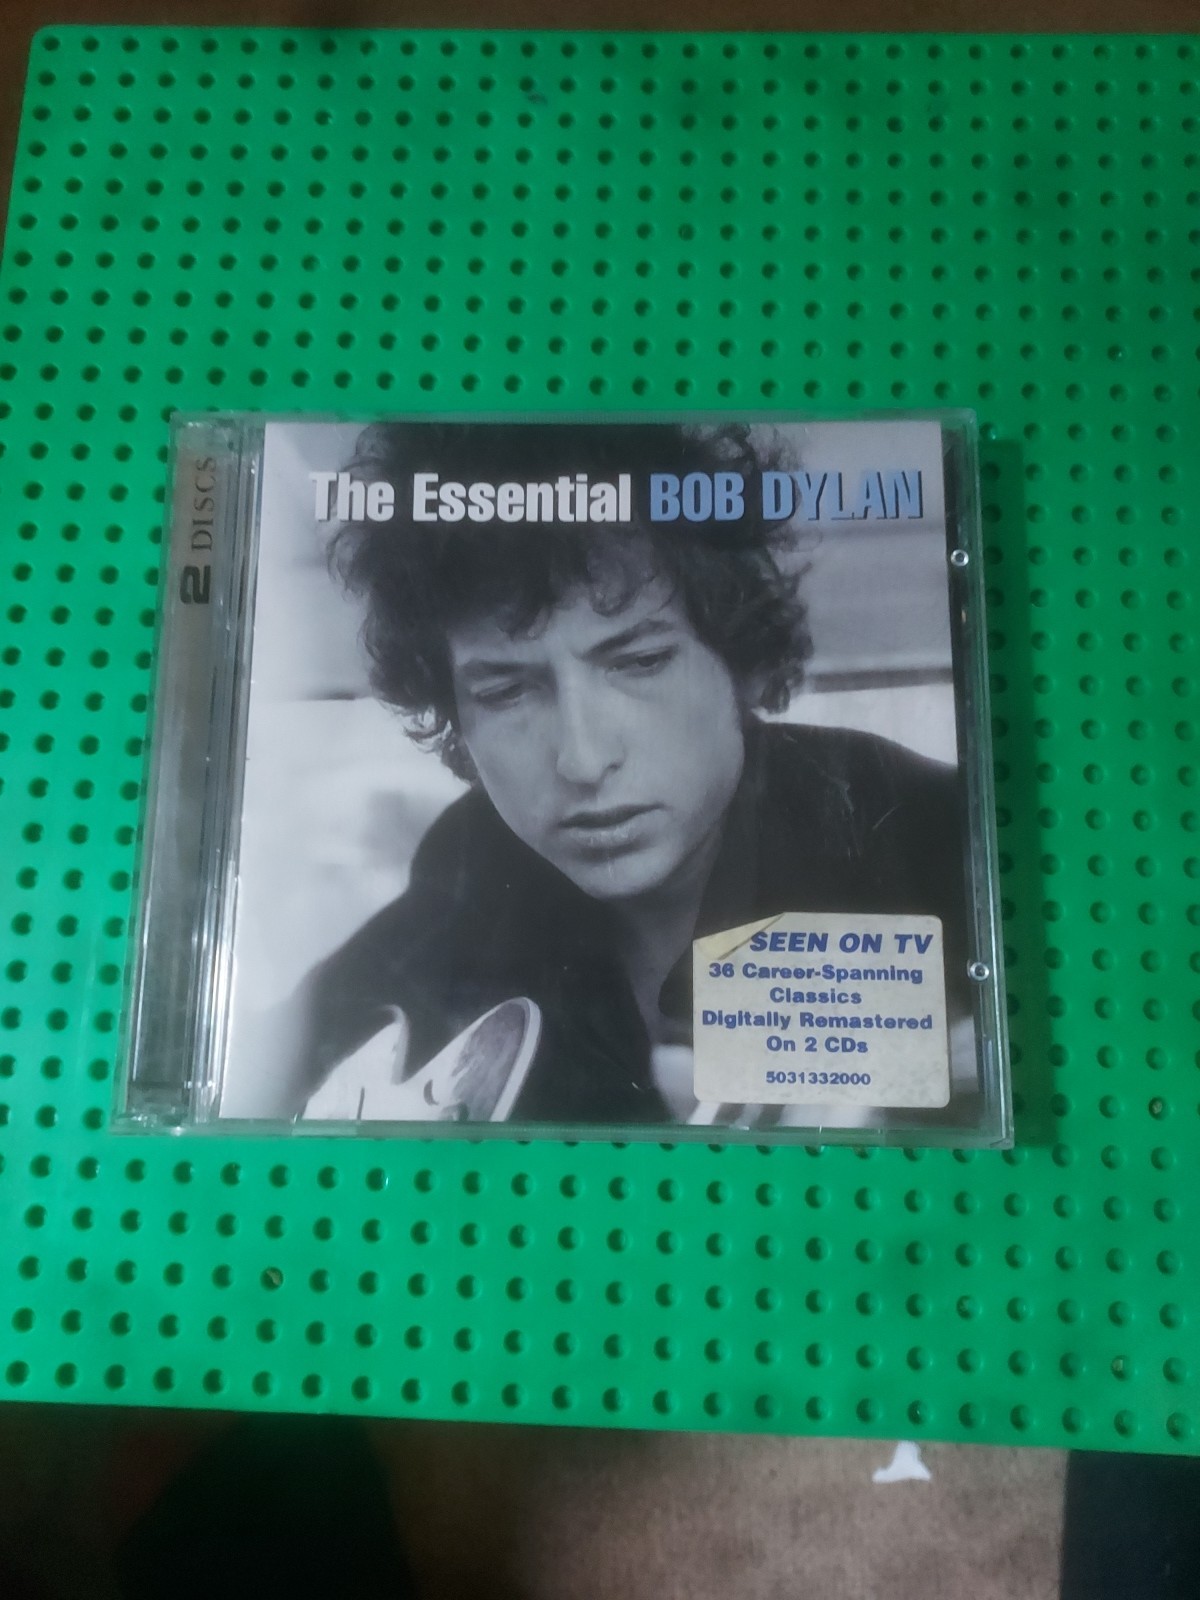 2 DISCS
The Essential BOB DYLAN
SEEN ON TV
36 Career-Spanning
Classics
Digitally Remastered
On 2 CDs
5031332000